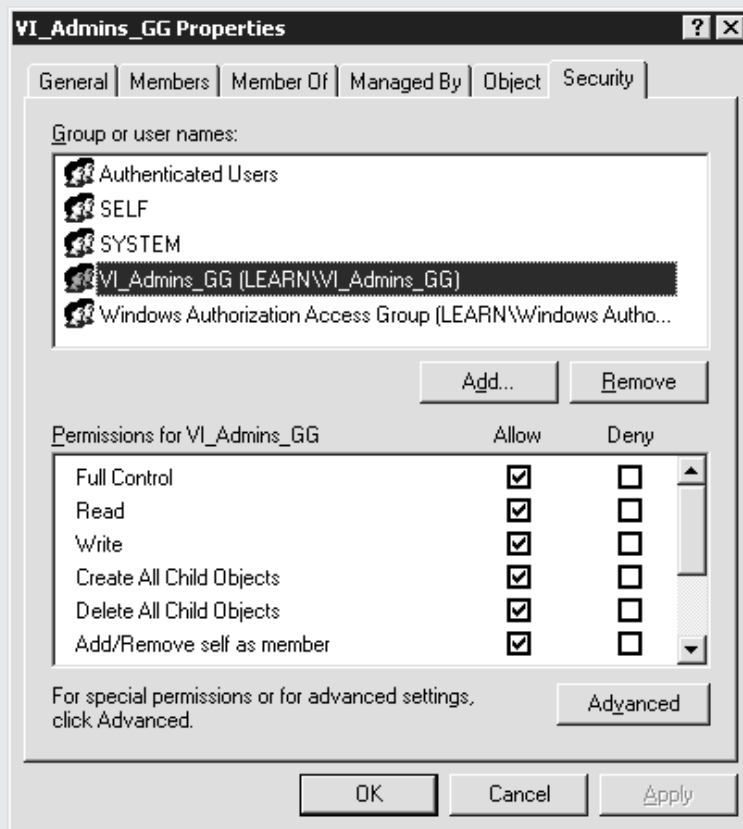 VI_Admins_GG Properties
General Members Member Of Managed By Object Security
Group or user names:
Authenticated Users
SELF
SYSTEM
VI_Admins_GG (LEARN\VI_Admins_GG)
Windows Authorization Access Group (LEARN\Windows Autho...
Add... Remove
Permissions for VI_Admins_GG Allow Deny
Full Control
Read
Write
Create All Child Objects
Delete All Child Objects
Add/Remove self as member
For special permissions or for advanced settings,
click Advanced.
Advanced
OK Cancel Apply